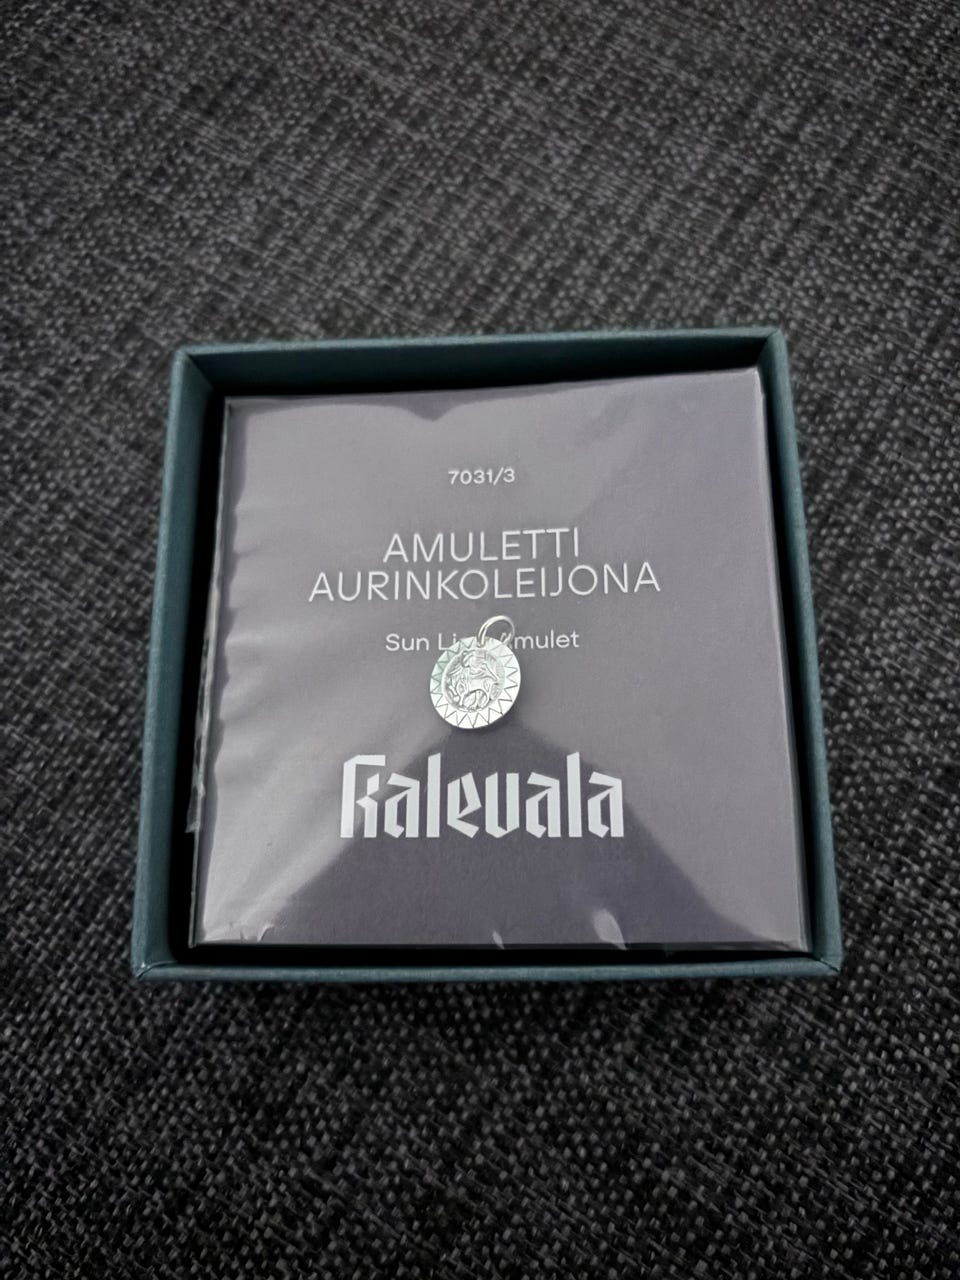 7031/3
AMULETTI
AURINKOLEIJONA
Sun
Kalevala